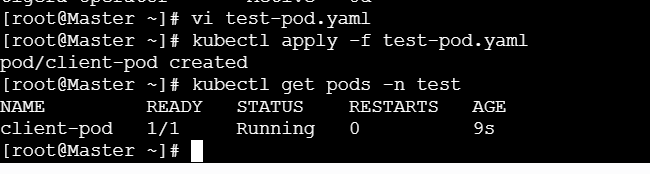 [root@Master ~]# vi test-pod.yaml
[root@Master ~]# kubectl apply -f test-pod.yaml
pod/client-pod created
[root@Master ~]# kubectl get pods -n test
NAME READY STATUS RESTARTS AGE
client-pod 1/1 Running 0 9s
[root@Master ~]#